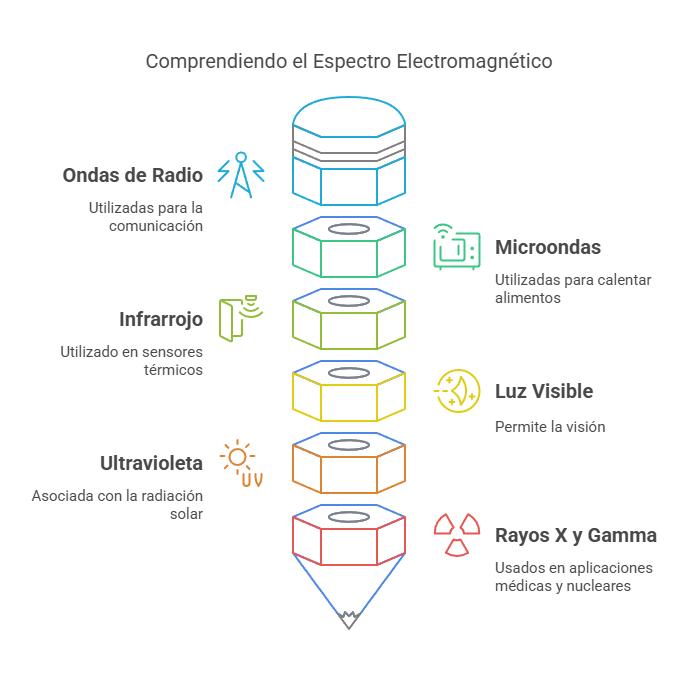 Comprendiendo el Espectro Electromagnético
Ondas de Radio
Utilizadas para la
comunicación
Microondas
Utilizadas para calentar
alimentos
Infrarrojo
Utilizado en sensores
térmicos
Luz Visible
Permite la visión
Ultravioleta
UV
Asociada con la radiación
solar
Rayos X y Gamma
Usados en aplicaciones
médicas y nucleares